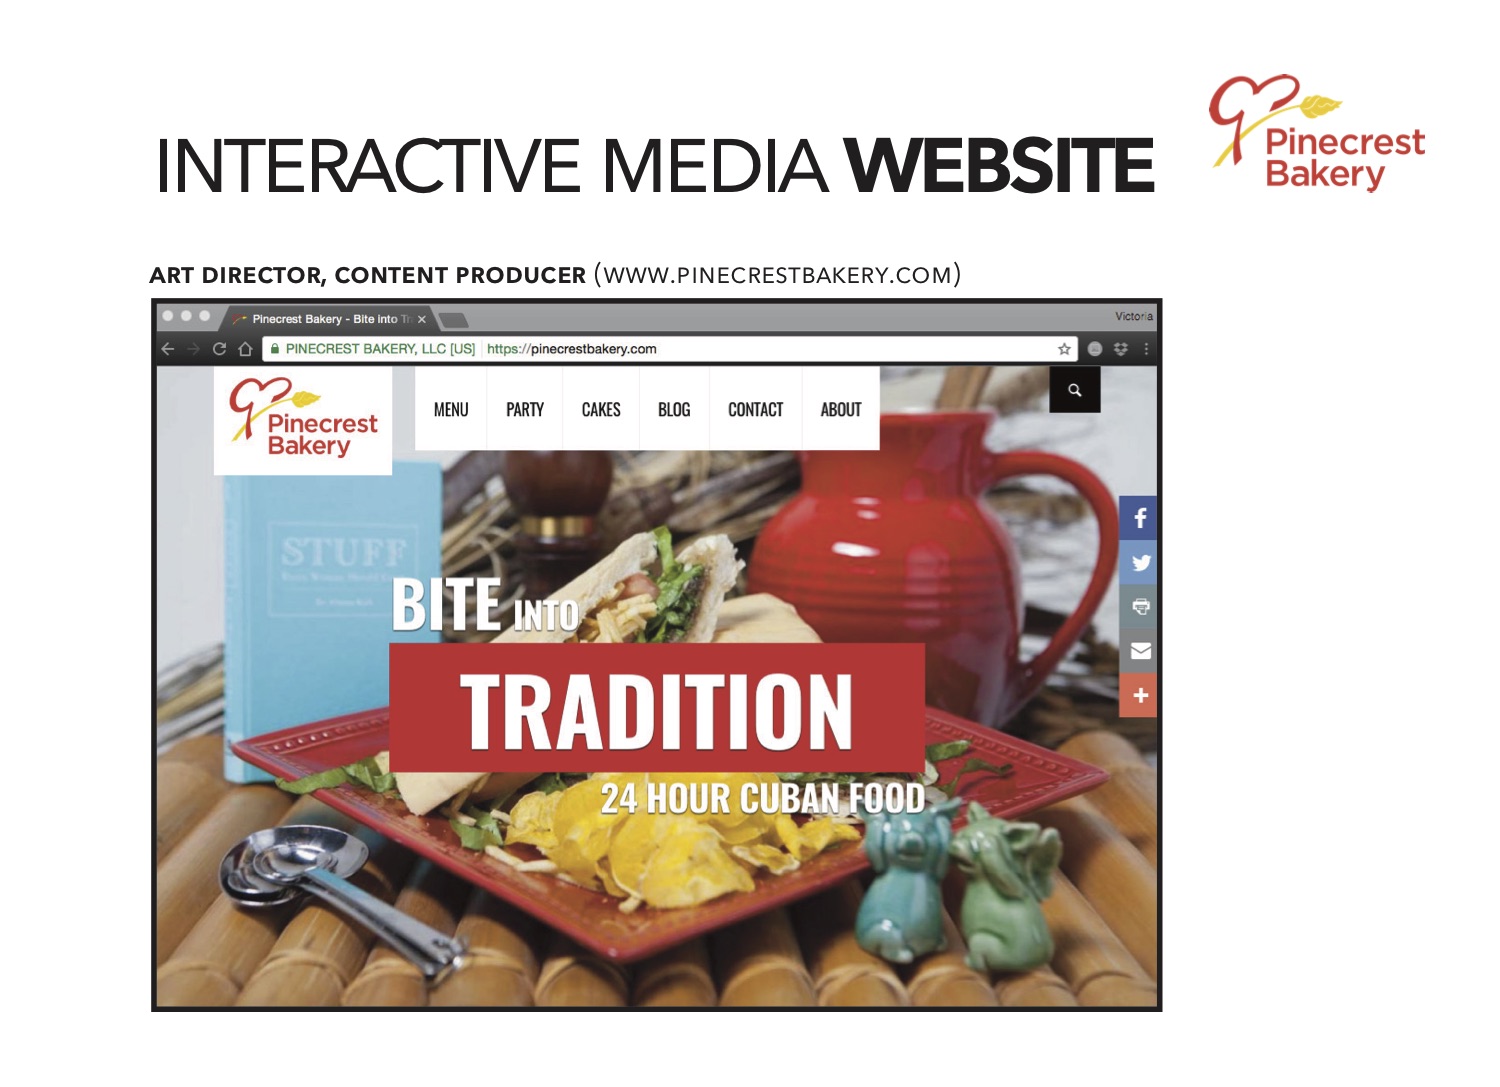 INTERACTIVE MEDIA WEBSITE
Pinecrest
Bakery
ART DIRECTOR, CONTENT PRODUCER (WWW.PINECRESTBAKERY.COM)
Pinecrest Bakery - Bite into Tr
Victoria
PINECREST BAKERY, LLC [US] https://pinecrestbakery.com
Pinecrest
Bakery
MENU PARTY CAKES BLOG CONTACT ABOUT
STUFF
BITE INTO
TRADITION
24 HOUR CUBAN FOOD